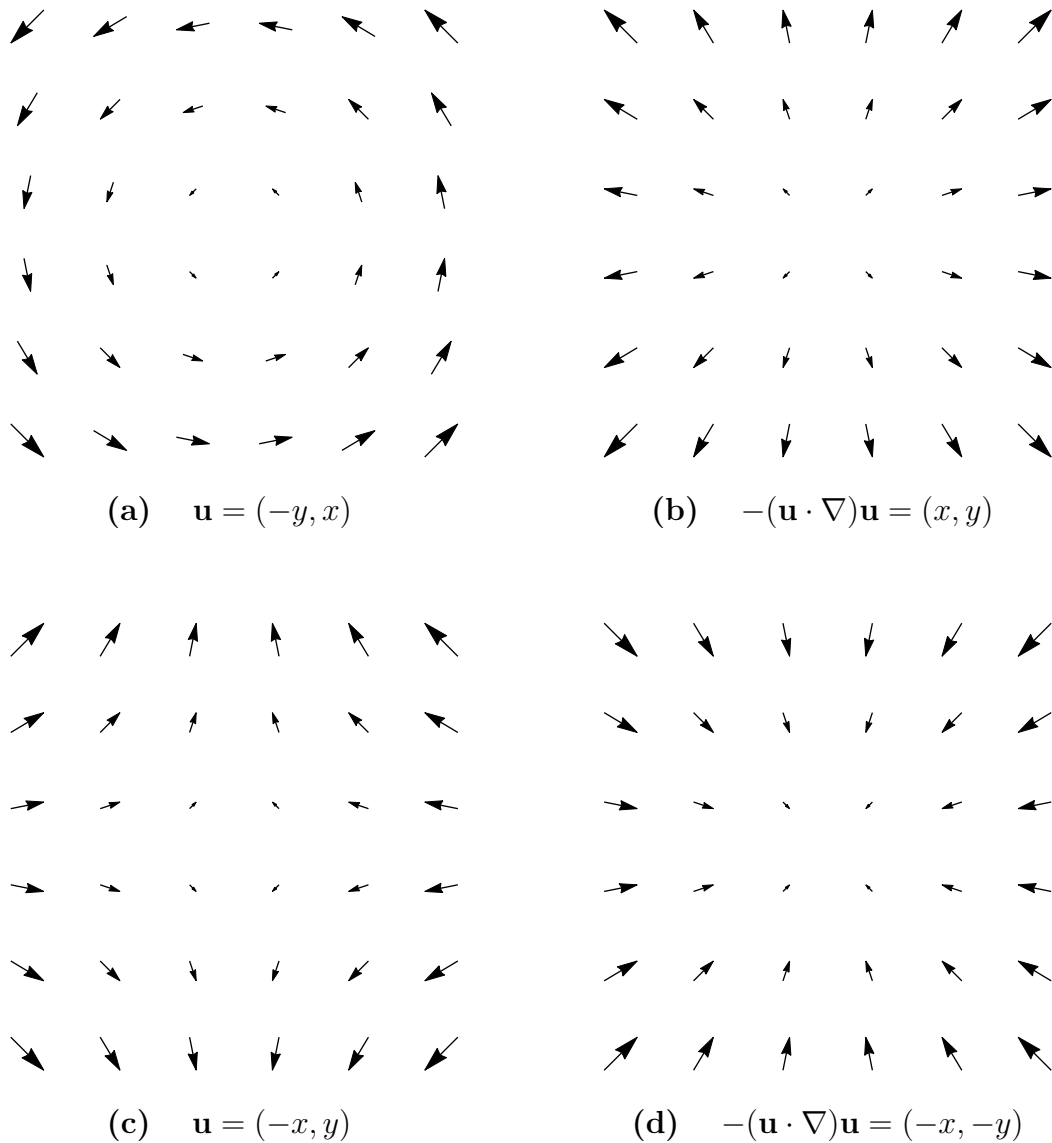 (a) u = (−y, x)
(b) −(u · ∇)u = (x, y)
(c) u = (−x, y)
(d) −(u · ∇)u = (−x, −y)